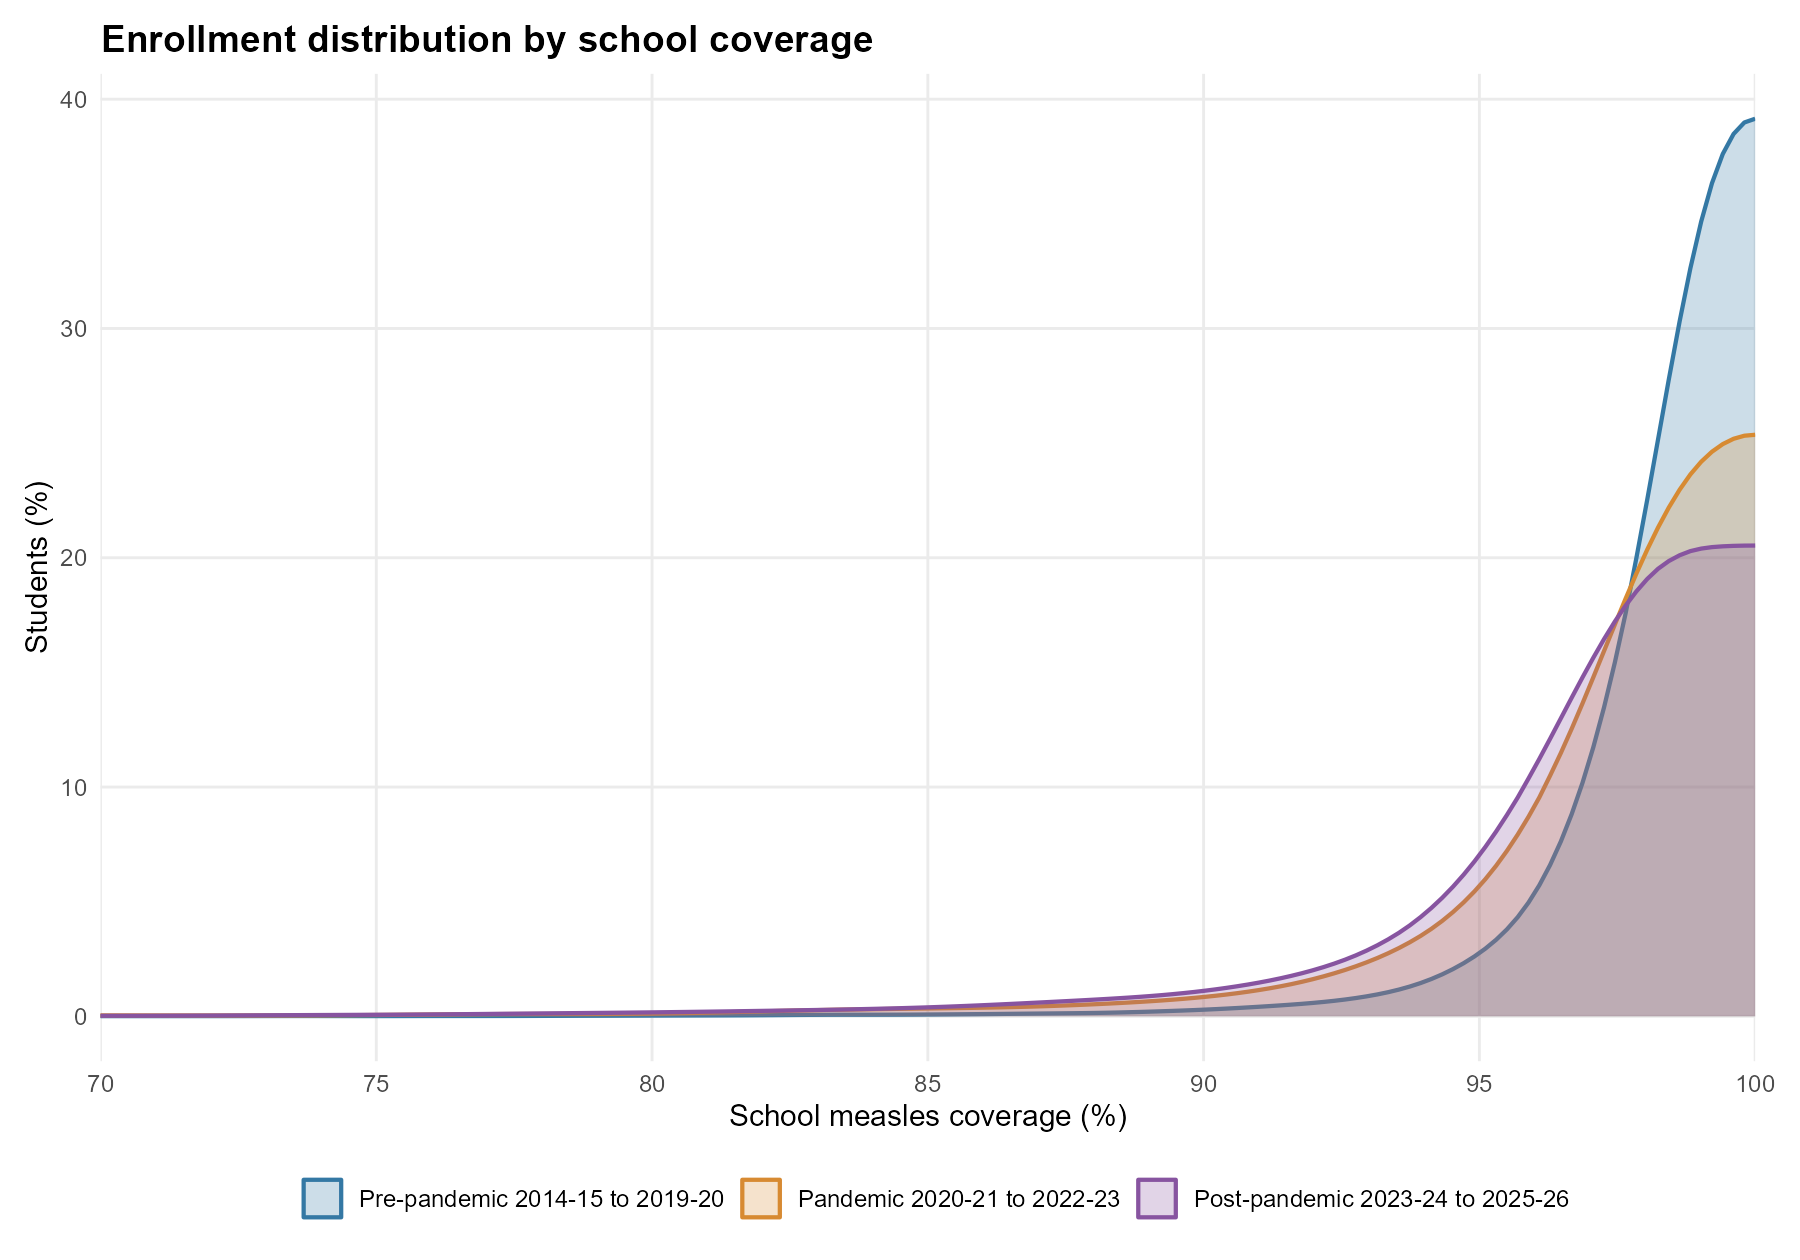 Enrollment distribution by school coverage
Students (%)
40
30
20
10
0
70 75 80 85 90 95 100
School measles coverage (%)
Pre-pandemic 2014-15 to 2019-20 Pandemic 2020-21 to 2022-23 Post-pandemic 2023-24 to 2025-26